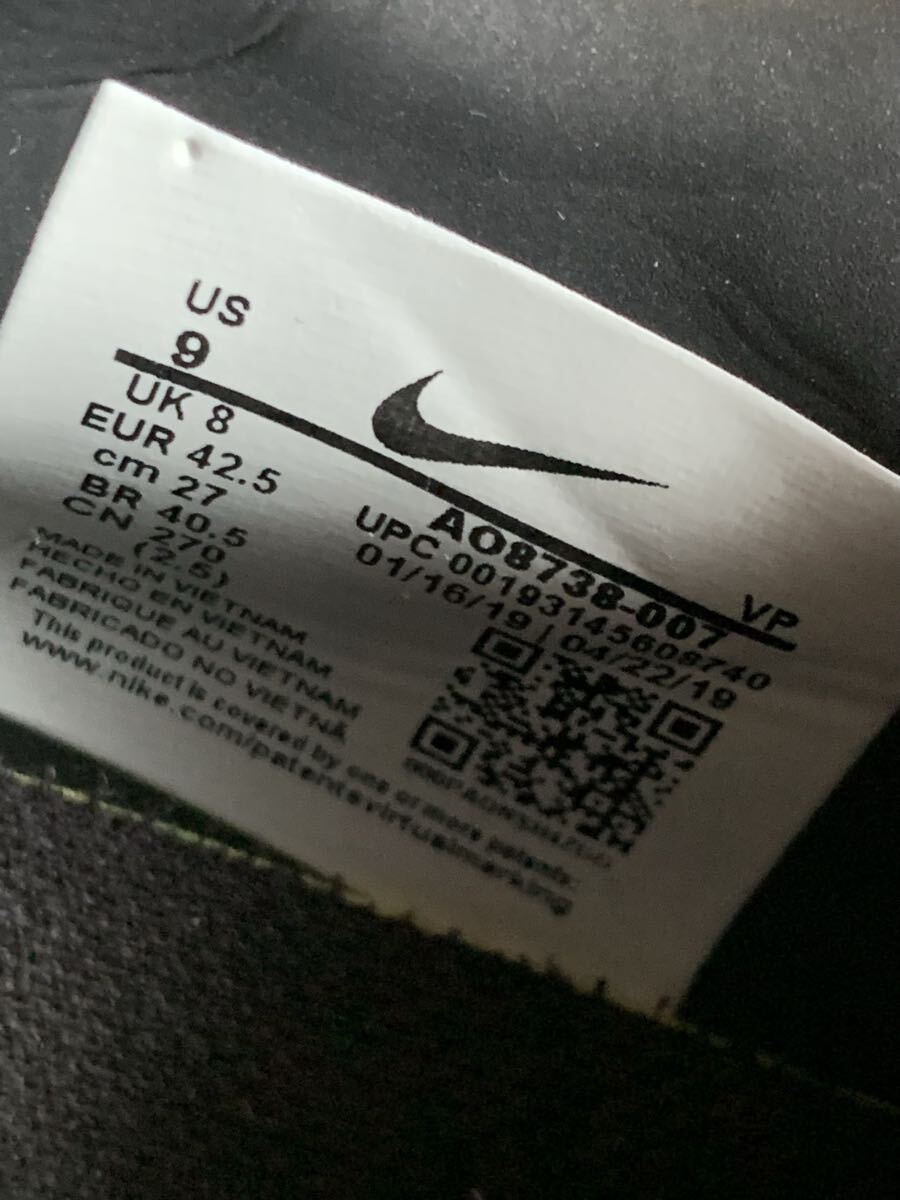 US
9
UK 8
EUR 42.5
cm 27
BR 40.5
CN 270
(2.5)
MADE IN VIETNAM
HECHO EN VIETNAM
FABRIQUE AU VIETNAM
FABRICADO NO VIETNÃ
This product is covered by one or more patents.
www.nike.com/patentevirtualmarking
VP
AO8738-007
UPC 00193145608740
01/16/19 | 04/22/19